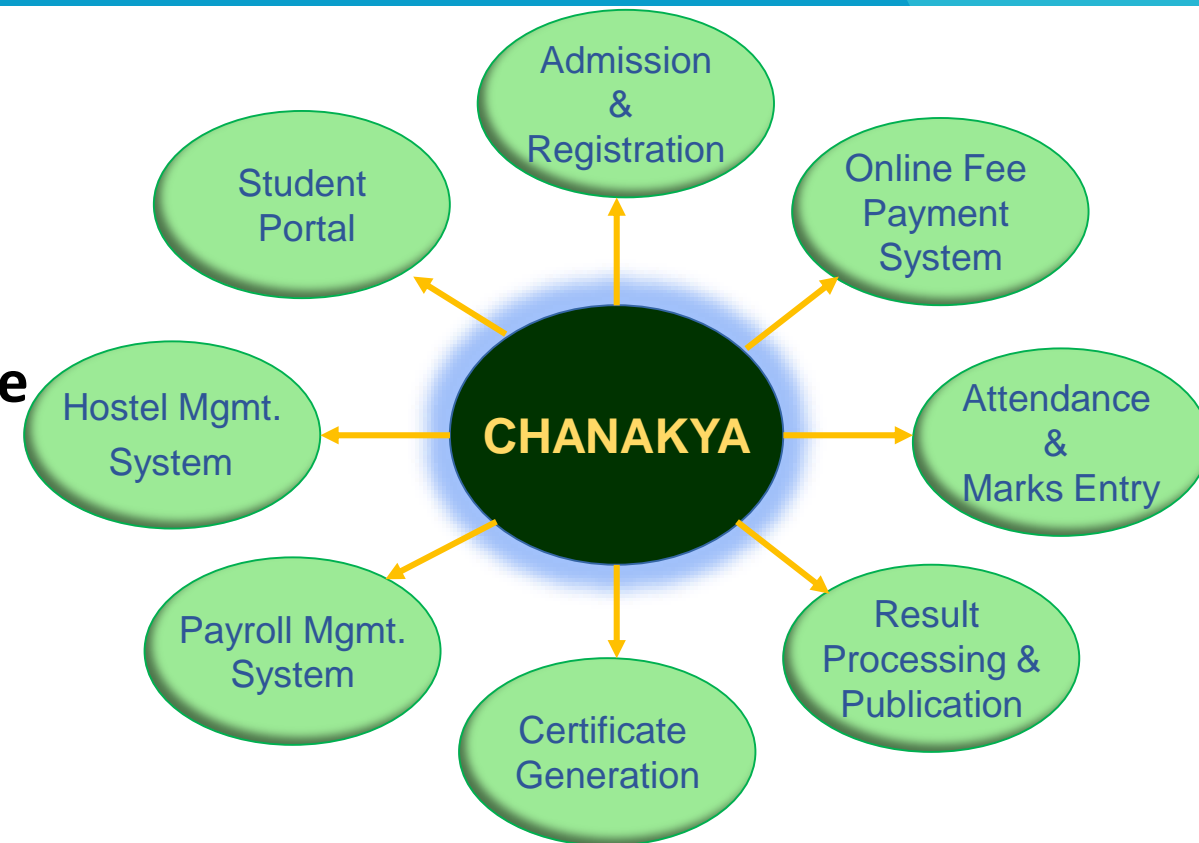 Admission
&
Registration
Online Fee
Payment
System
Student
Portal
e
Hostel Mgmt.
System
CHANAKYA
Attendance
&
Marks Entry
Payroll Mgmt.
System
Result
Processing &
Publication
Certificate
Generation